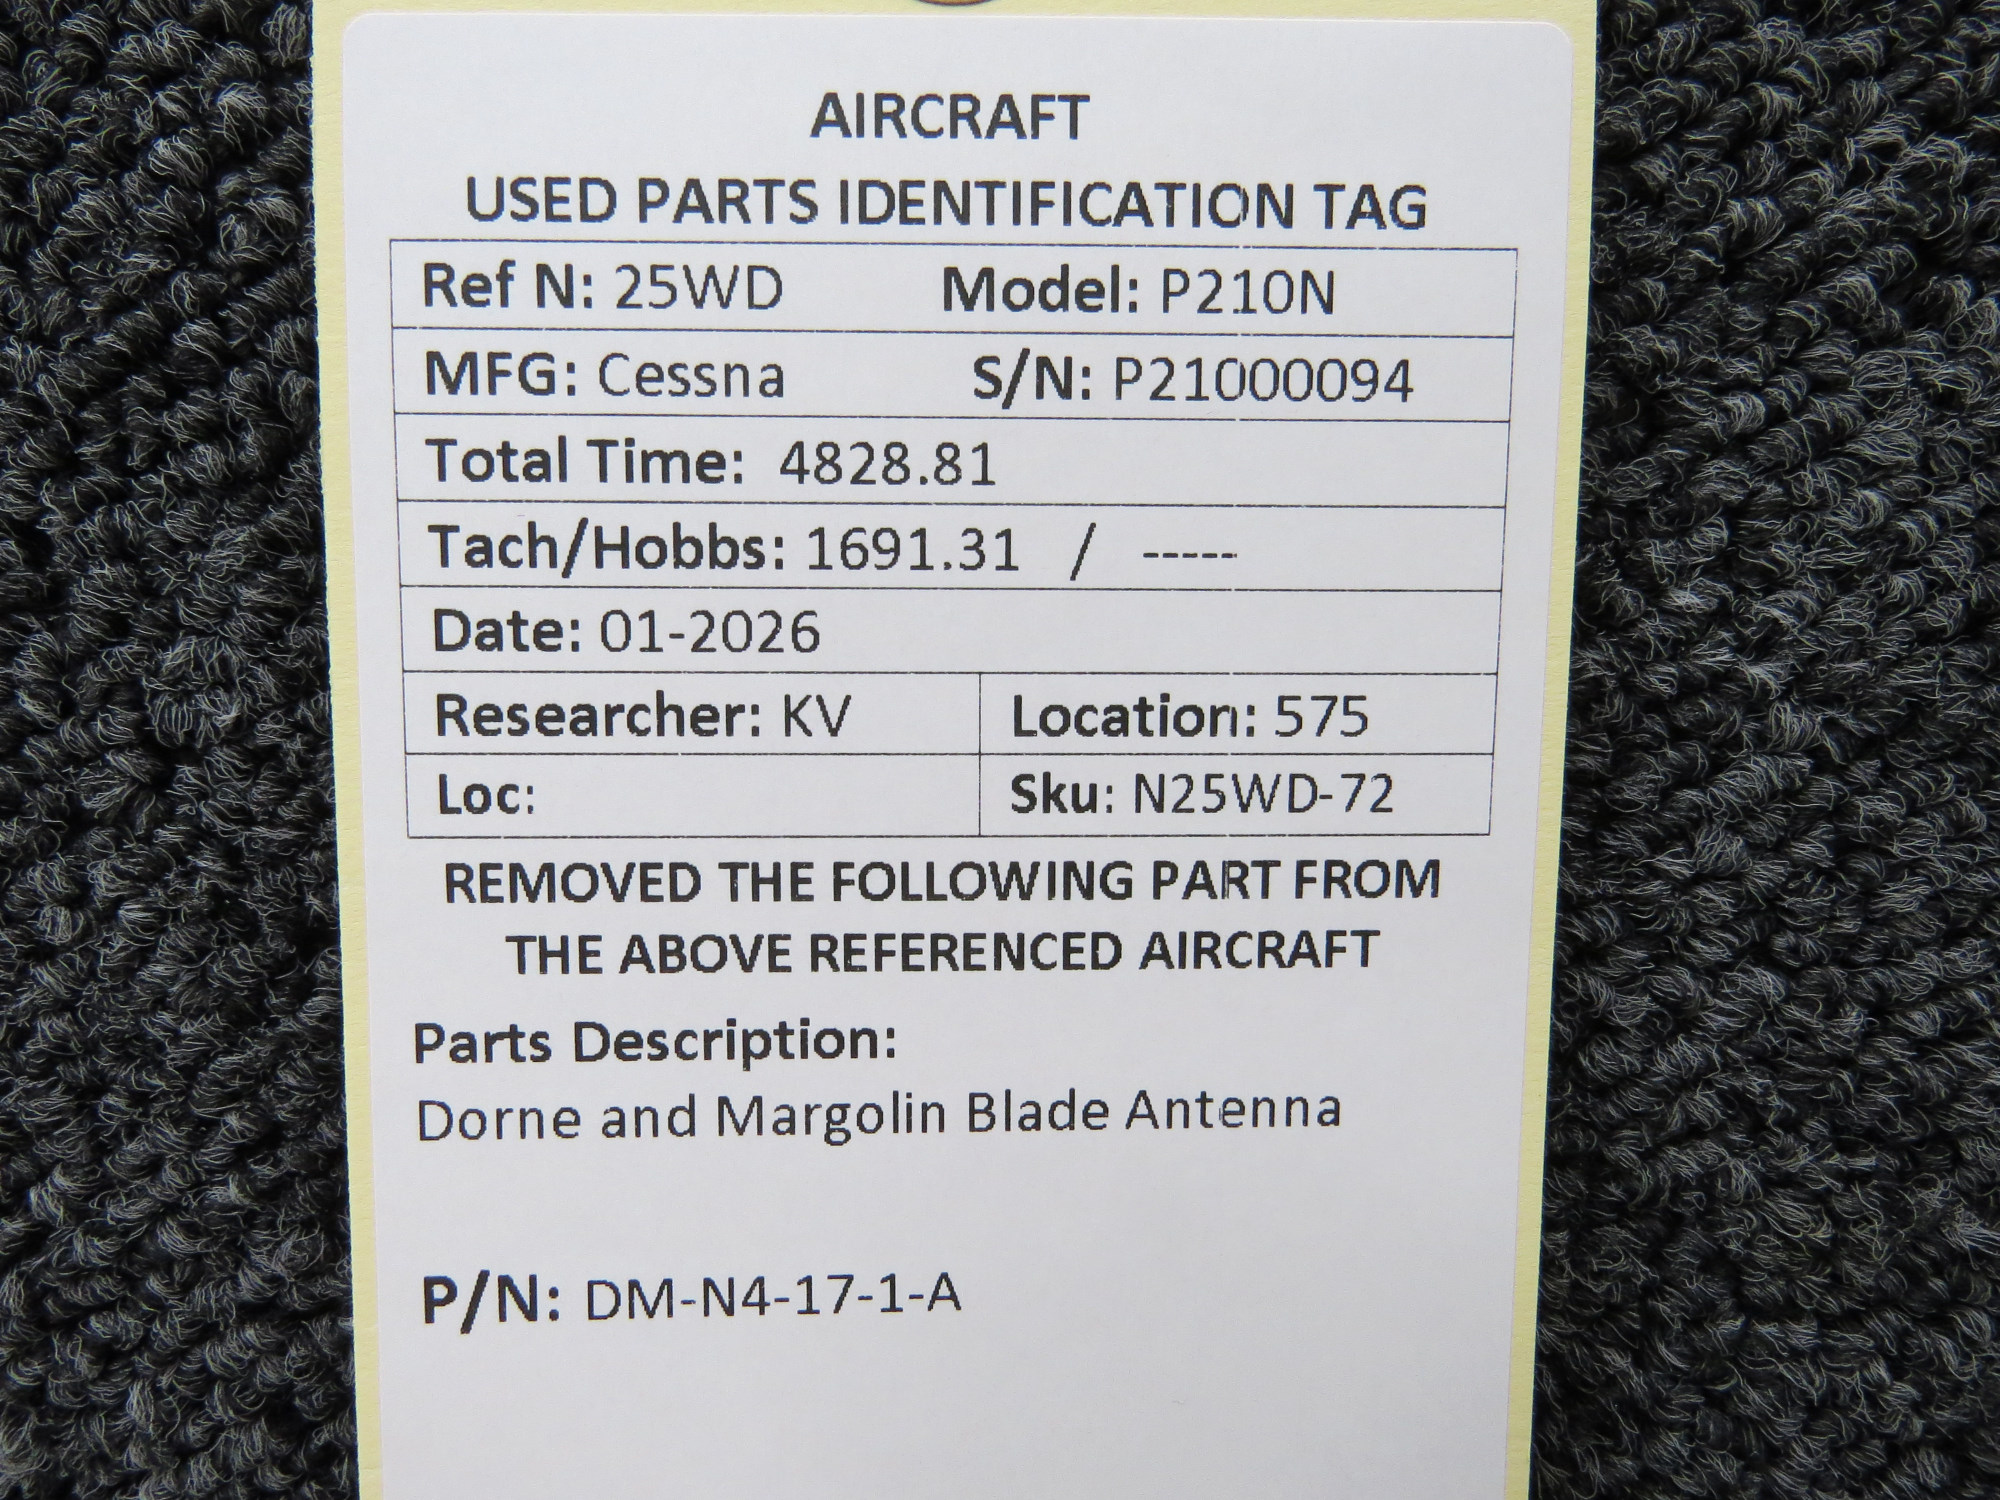 AIRCRAFT
USED PARTS IDENTIFICATION TAG
Ref N: 25WD Model: P210N
MFG: Cessna S/N: P21000094
Total Time: 4828.81
Tach/Hobbs: 1691.31 / -----
Date: 01-2026
Researcher: KV Location: 575
Loc: Sku: N25WD-72
REMOVED THE FOLLOWING PART FROM
THE ABOVE REFERENCED AIRCRAFT
Parts Description:
Dorne and Margolin Blade Antenna
P/N: DM-N4-17-1-A